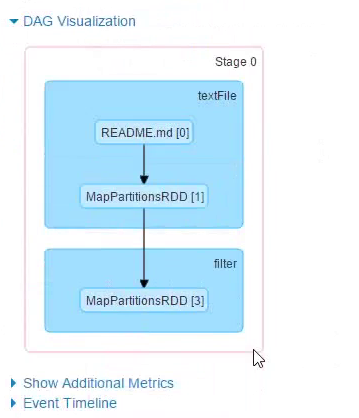 DAG Visualization
Stage 0
textFile
README.md [0]
MapPartitionsRDD [1]
filter
MapPartitionsRDD [3]
Show Additional Metrics
Event Timeline